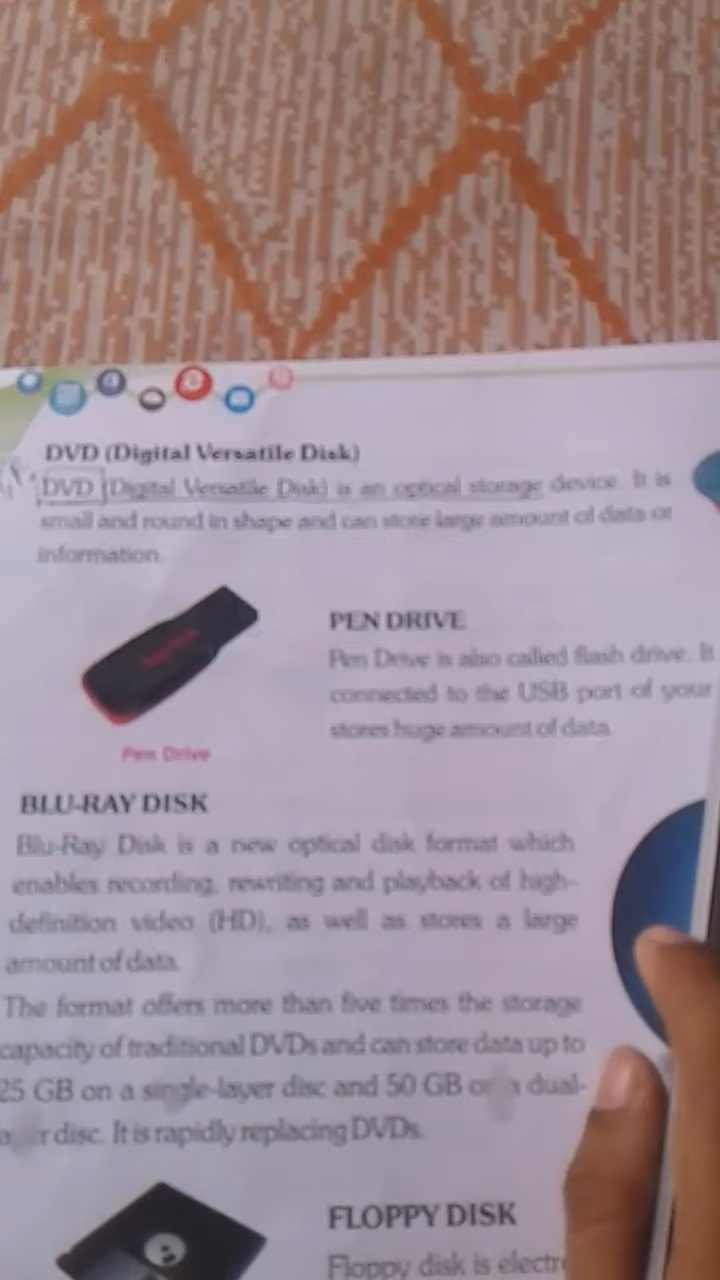 DVD (Digital Versatile Disk)
DVD (Digital Versatile Disk) is an optical storage device. It is
small and round in shape and can store large amount of data or
information.
PEN DRIVE
Pen Drive is also called flash drive. It
connected to the USB port of your
stores huge amount of data.
Pen Drive
BLU-RAY DISK
Blu-Ray Disk is a new optical disk format which
enables recording, rewriting and playback of high-
definition video (HD), as well as stores a large
amount of data.
The format offers more than five times the storage
capacity of traditional DVDs and can store data up to
25 GB on a single-layer disc and 50 GB on a dual-
layer disc. It is rapidly replacing DVDs.
FLOPPY DISK
Floppy disk is electr